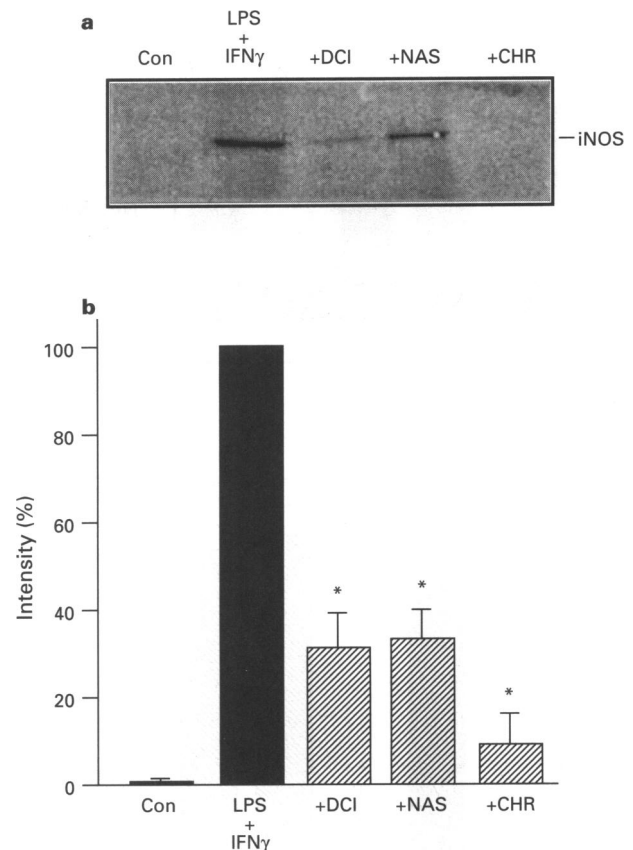 a
Con LPS + IFNγ +DCI +NAS +CHR
iNOS
b
Intensity (%)
100
80
60
40
20
0
* * *
Con LPS + IFNγ +DCI +NAS +CHR